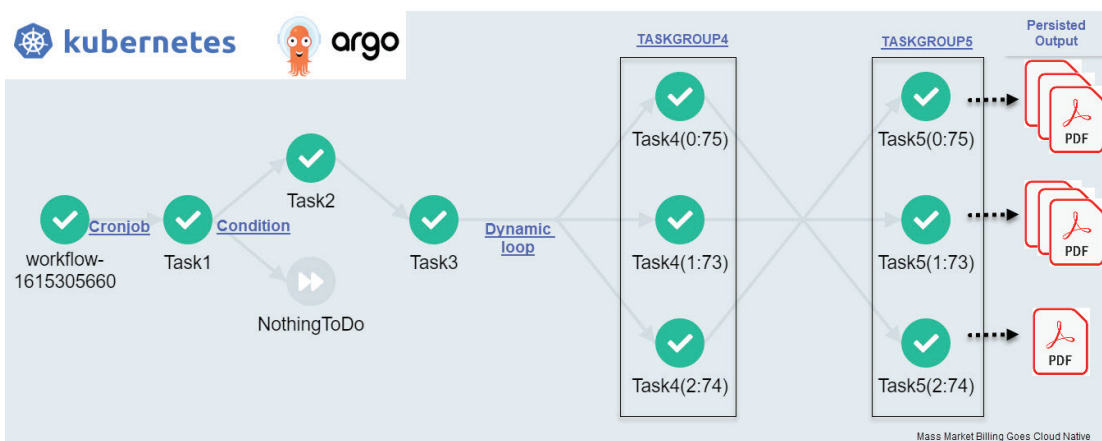 kubernetes
argo
TASKGROUP4
TASKGROUP5
Persisted
Output
Task4(0:75)
Task5(0:75)
PDF
Task2
Cronjob
Condition
workflow-
1615305660
Task1
Task3
Dynamic
loop
Task4(1:73)
Task5(1:73)
PDF
NothingToDo
Task4(2:74)
Task5(2:74)
PDF
Mass Market Billing Goes Cloud Native